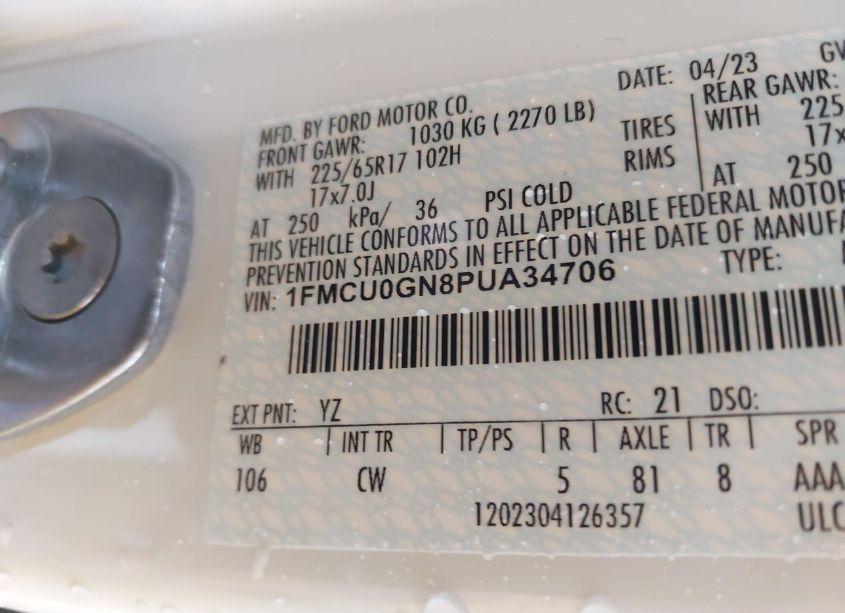 DATE: 04/23 GV
MFD. BY FORD MOTOR CO.
FRONT GAWR: 1030 KG ( 2270 LB) REAR GAWR:
WITH 225/65R17 102H TIRES WITH 225
17x7.0J RIMS 17x
AT 250 kPa/ 36 PSI COLD AT 250
THIS VEHICLE CONFORMS TO ALL APPLICABLE FEDERAL MOTOR
PREVENTION STANDARDS IN EFFECT ON THE DATE OF MANUFA
VIN: 1FMCU0GN8PUA34706 TYPE:
EXT PNT: YZ RC: 21 DSO:
WB | INT TR | TP/PS | R | AXLE | TR | SPR
106 CW 5 81 8 AAA
1202304126357 ULC